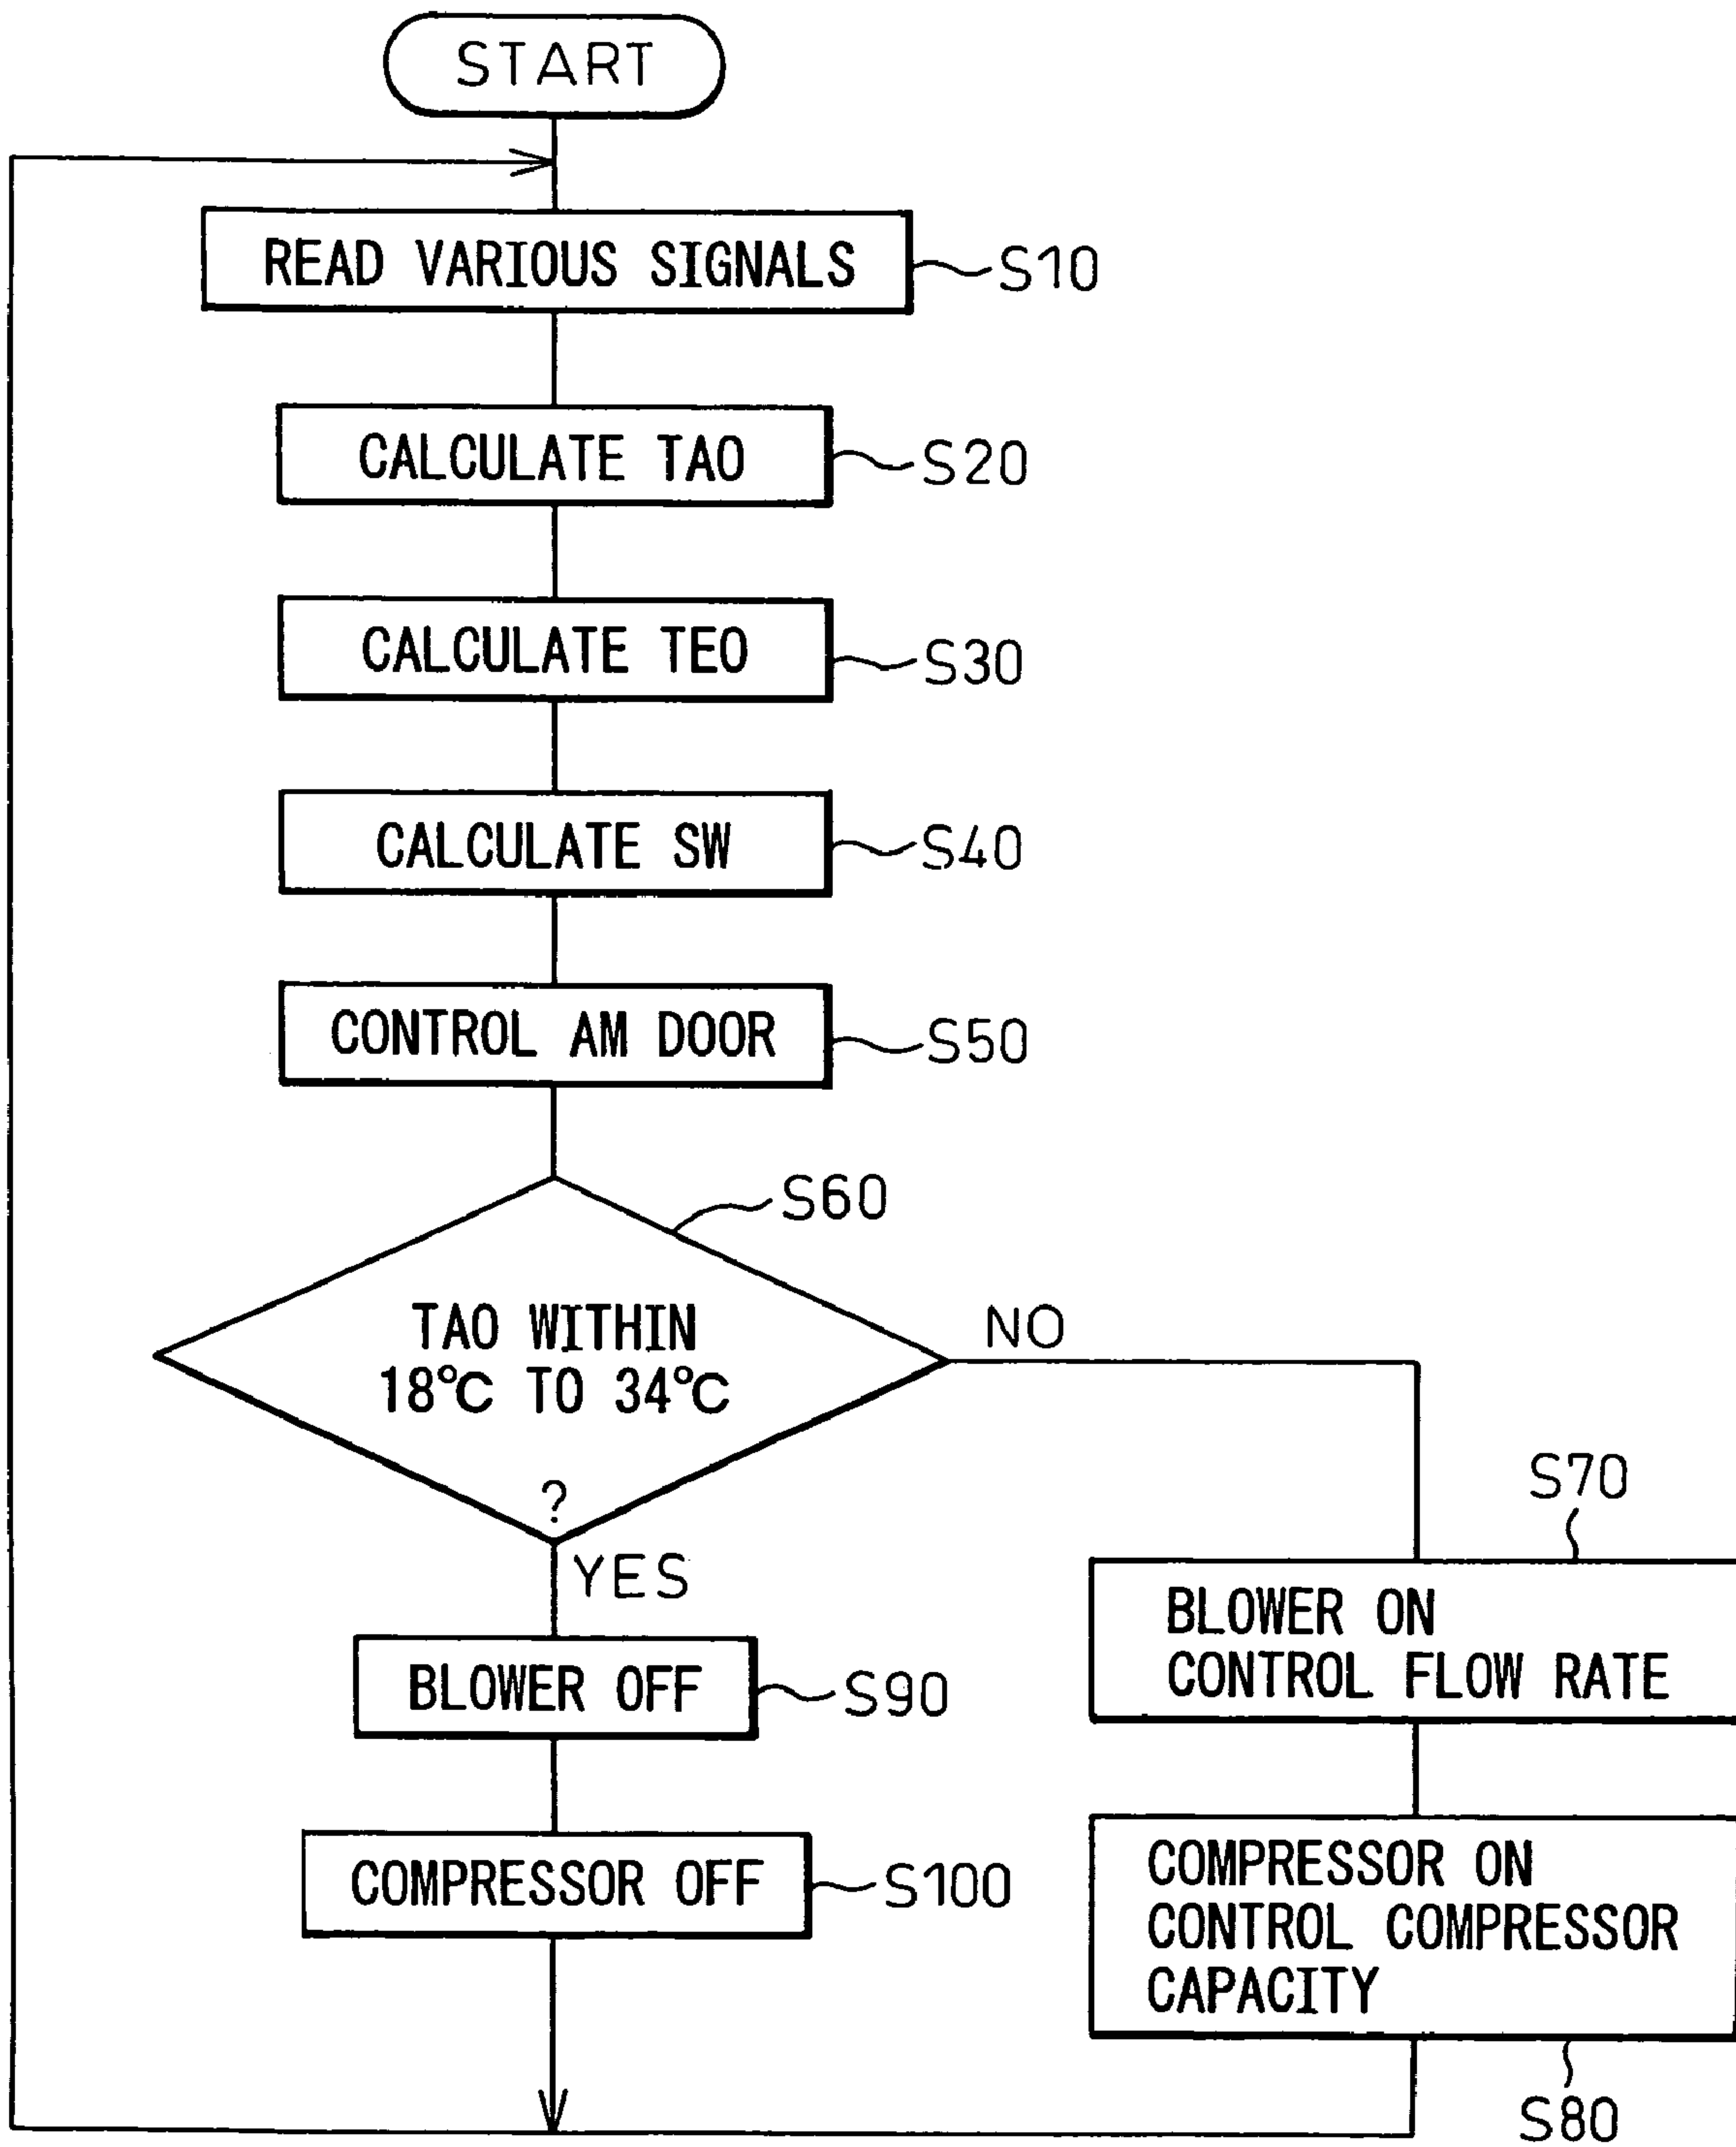 START
READ VARIOUS SIGNALS
S10
CALCULATE TAO
S20
CALCULATE TEO
S30
CALCULATE SW
S40
CONTROL AM DOOR
S50
S60
TAO WITHIN
18°C TO 34°C
?
NO
YES
S70
BLOWER ON
CONTROL FLOW RATE
BLOWER OFF
S90
COMPRESSOR ON
CONTROL COMPRESSOR
CAPACITY
S80
COMPRESSOR OFF
S100